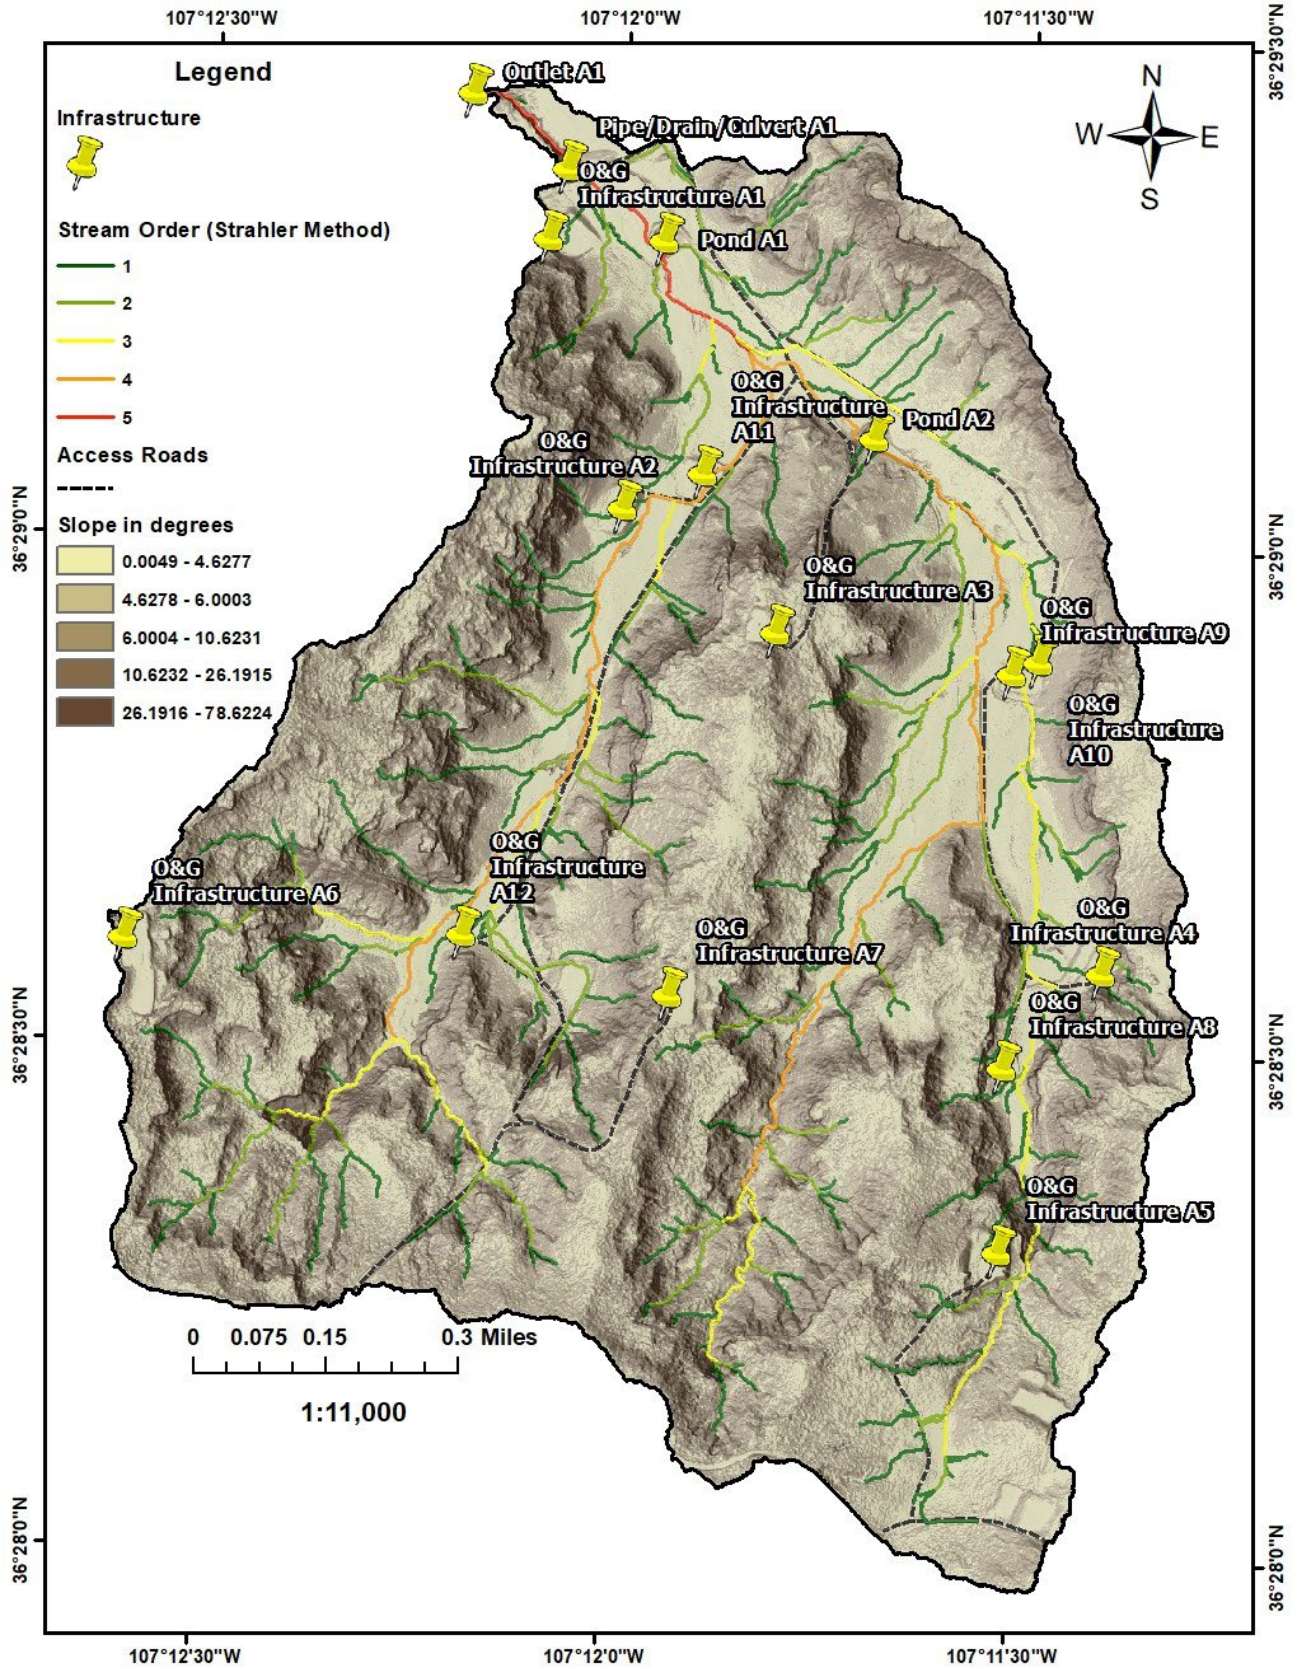 107°12'30"W 107°12'0"W 107°11'30"W
36°29'30"N
Legend
Infrastructure
Stream Order (Strahler Method)
1
2
3
4
5
Access Roads
Slope in degrees
0.0049 - 4.6277
4.6278 - 6.0003
6.0004 - 10.6231
10.6232 - 26.1915
26.1916 - 78.6224
N
W E
S
Outlet A1
Pipe/Drain/Culvert A1
O&G
Infrastructure A1
Pond A1
O&G
Infrastructure
A11
Pond A2
O&G
Infrastructure A2
36°29'0"N
36°29'0"N
O&G
Infrastructure A3
O&G
Infrastructure A9
O&G
Infrastructure
A10
O&G
Infrastructure
A12
O&G
Infrastructure A6
O&G
Infrastructure A7
O&G
Infrastructure A4
O&G
Infrastructure A8
36°28'30"N
36°28'30"N
O&G
Infrastructure A5
0 0.075 0.15 0.3 Miles
1:11,000
36°28'0"N
36°28'0"N
107°12'30"W 107°12'0"W 107°11'30"W